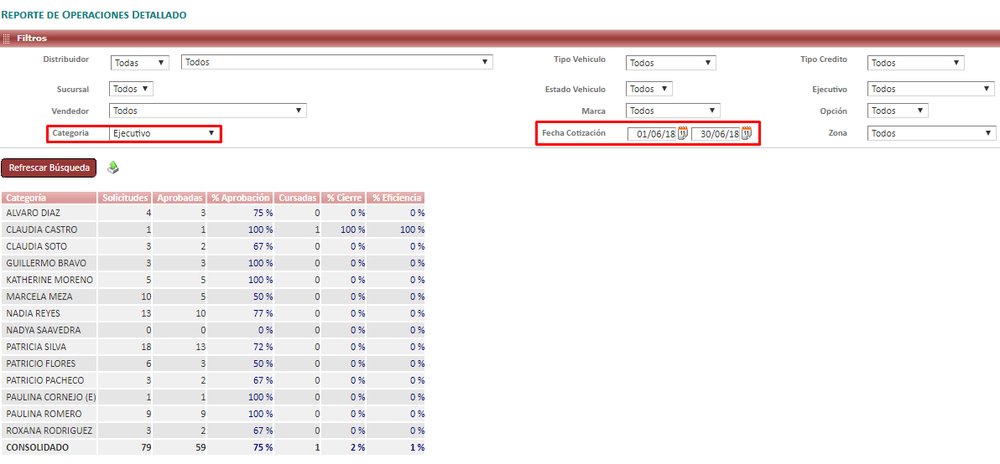 REPORTE DE OPERACIONES DETALLADO
Filtros
Distribuidor Todas Todos Tipo Vehiculo Todos Tipo Credito Todos
Sucursal Todos Estado Vehiculo Todos Ejecutivo Todos
Vendedor Todos Marca Todos Opción Todos
Categoria Ejecutivo Fecha Cotización 01/06/18 11 30/06/18 11 Zona Todos
Refrescar Búsqueda
Categoría Solicitudes Aprobadas % Aprobación Cursadas % Cierre % Eficiencia
ALVARO DIAZ 4 3 75 % 0 0 % 0 %
CLAUDIA CASTRO 1 1 100 % 1 100 % 100 %
CLAUDIA SOTO 3 2 67 % 0 0 % 0 %
GUILLERMO BRAVO 3 3 100 % 0 0 % 0 %
KATHERINE MORENO 5 5 100 % 0 0 % 0 %
MARCELA MEZA 10 5 50 % 0 0 % 0 %
NADIA REYES 13 10 77 % 0 0 % 0 %
NADYA SAAVEDRA 0 0 0 % 0 0 % 0 %
PATRICIA SILVA 18 13 72 % 0 0 % 0 %
PATRICIO FLORES 6 3 50 % 0 0 % 0 %
PATRICIO PACHECO 3 2 67 % 0 0 % 0 %
PAULINA CORNEJO (E) 1 1 100 % 0 0 % 0 %
PAULINA ROMERO 9 9 100 % 0 0 % 0 %
ROXANA RODRIGUEZ 3 2 67 % 0 0 % 0 %
CONSOLIDADO 79 59 75 % 1 2 % 1 %